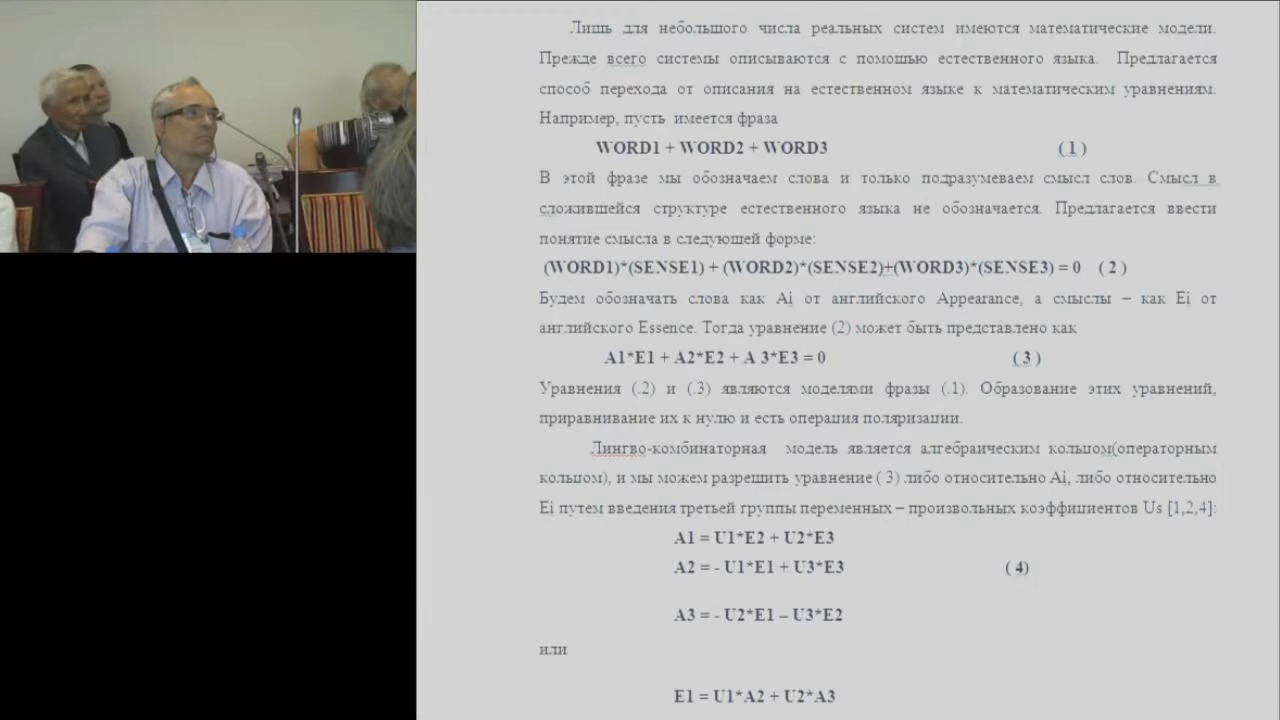 Лишь для небольшого числа реальных систем имеются математические модели.
Прежде всего системы описываются с помощью естественного языка. Предлагается
способ перехода от описания на естественном языке к математическим уравнениям.
Например, пусть имеется фраза
WORD1 + WORD2 + WORD3 ( 1 )
В этой фразе мы обозначаем слова и только подразумеваем смысл слов. Смысл в
сложившейся структуре естественного языка не обозначается. Предлагается ввести
понятие смысла в следующей форме:
(WORD1)*(SENSE1) + (WORD2)*(SENSE2)+(WORD3)*(SENSE3) = 0 ( 2 )
Будем обозначать слова как Ai от английского Appearance, а смыслы – как Ei от
английского Essence. Тогда уравнение (2) может быть представлено как
A1*E1 + A2*E2 + A 3*E3 = 0 ( 3 )
Уравнения (.2) и (.3) являются моделями фразы (.1). Образование этих уравнений,
приравнивание их к нулю и есть операция поляризации.
Лингво-комбинаторная модель является алгебраическим кольцом(операторным
кольцом), и мы можем разрешить уравнение ( 3) либо относительно Ai, либо относительно
Ei путем введения третьей группы переменных – произвольных коэффициентов Us [1,2,4]:
A1 = U1*E2 + U2*E3
A2 = - U1*E1 + U3*E3 ( 4)
A3 = - U2*E1 – U3*E2
или
E1 = U1*A2 + U2*A3